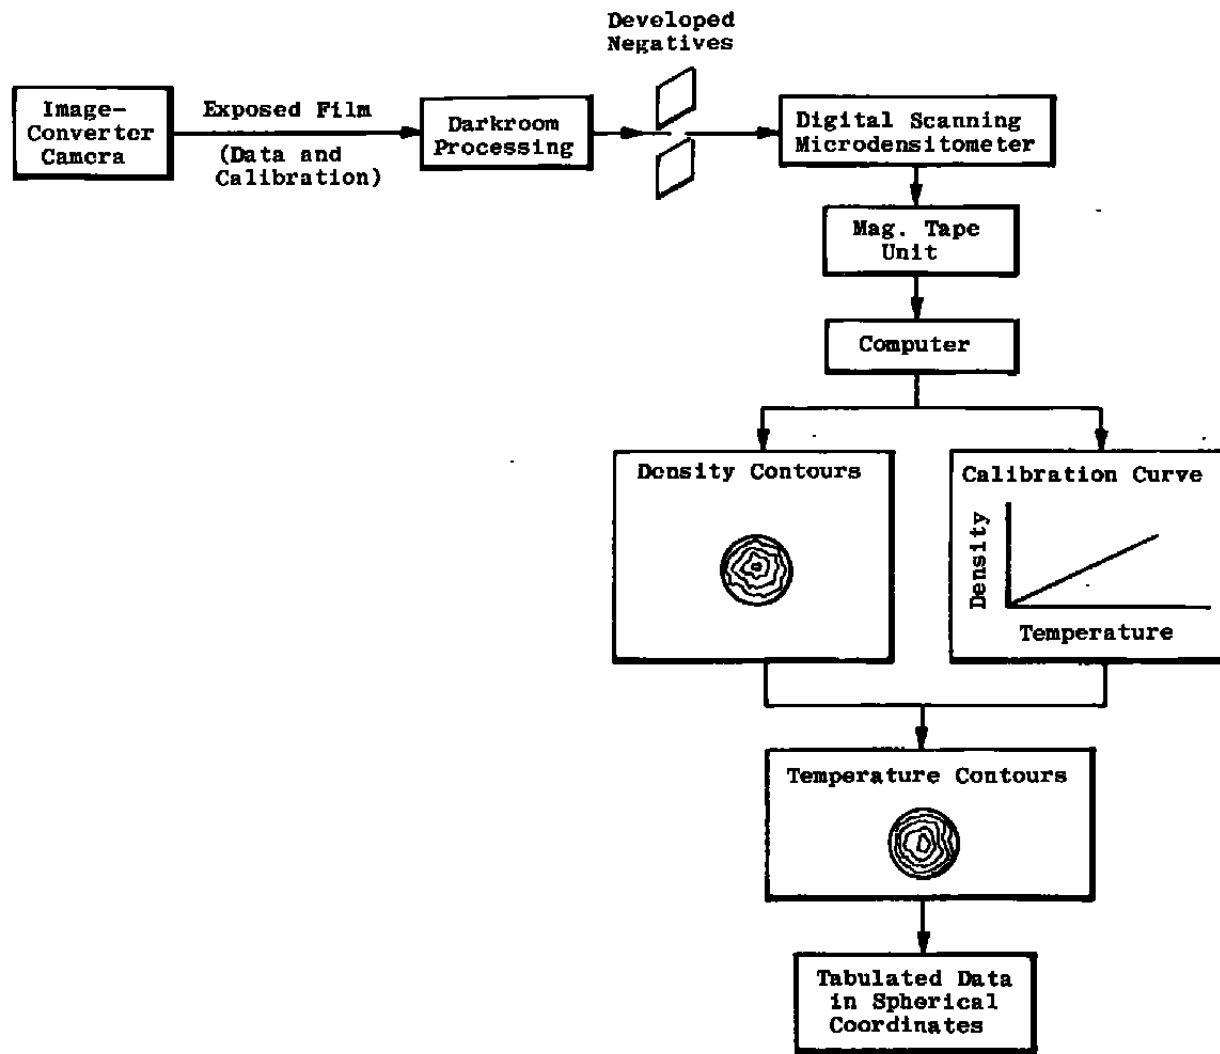 Developed
Negatives
Image-
Converter
Camera
Exposed Film
(Data and
Calibration)
Darkroom
Processing
Digital Scanning
Microdensitometer
Mag. Tape
Unit
Computer
Density Contours
Calibration Curve
Density
Temperature
Temperature Contours
Tabulated Data
in Spherical
Coordinates